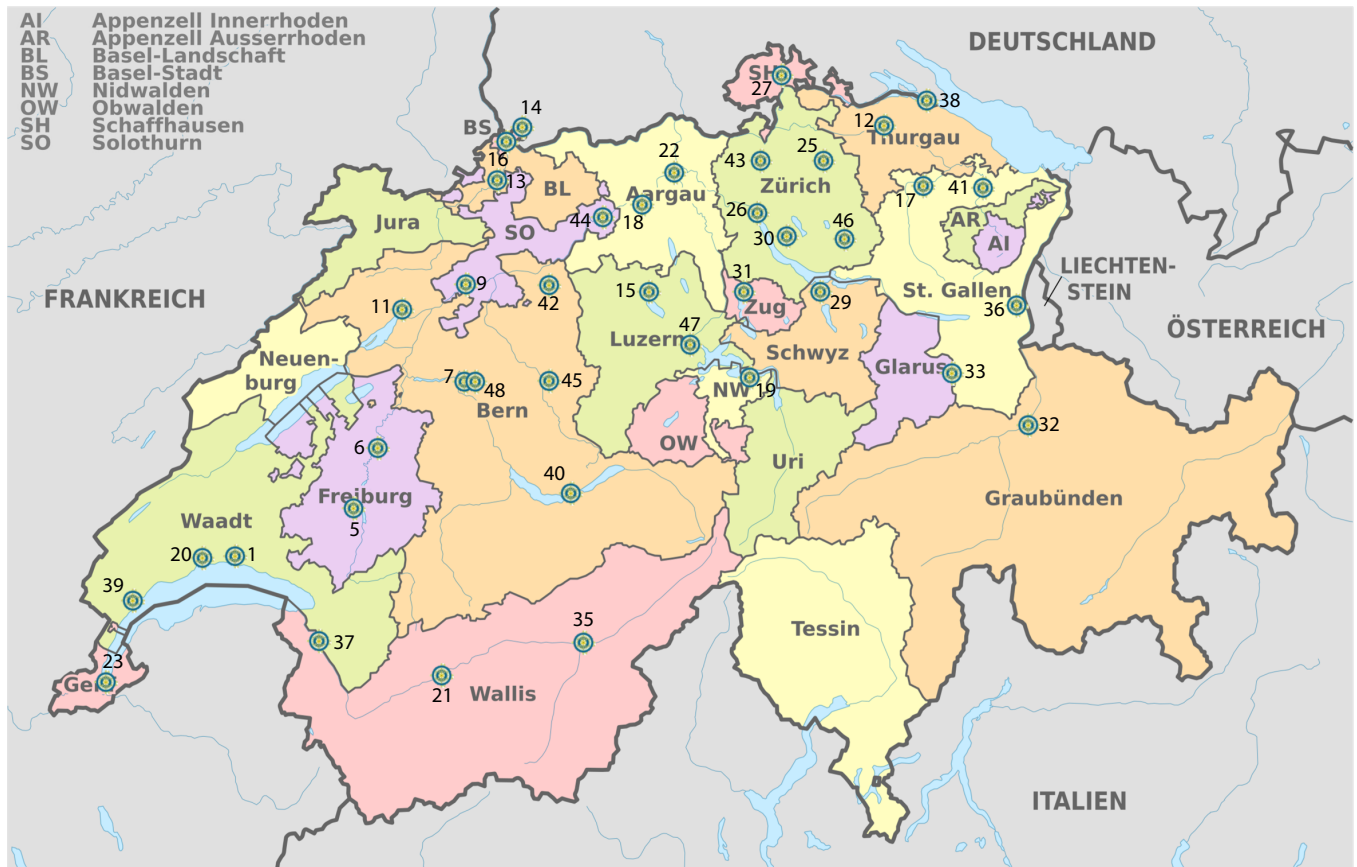 AI Appenzell Innerrhoden
AR Appenzell Ausserrhoden
BL Basel-Landschaft
BS Basel-Stadt
NW Nidwalden
OW Obwalden
SH Schaffhausen
SO Solothurn
DEUTSCHLAND
SH
27
38
14
BS
12
Thurgau
16
13
BL
22
Aargau
43
25
Zürich
17
41
44
18
26
30
46
AR
AI
Jura
SO
FRANKREICH
9
42
15
31
Zug
29
St. Gallen
LIECHTEN-
STEIN
36
ÖSTERREICH
11
Luzern
47
Schwyz
Glarus
Neuen-
burg
7
48
Bern
45
NW
19
33
32
6
OW
Uri
Freiburg
5
40
Graubünden
Waadt
20
1
39
37
35
Tessin
23
Genf
21
Wallis
ITALIEN